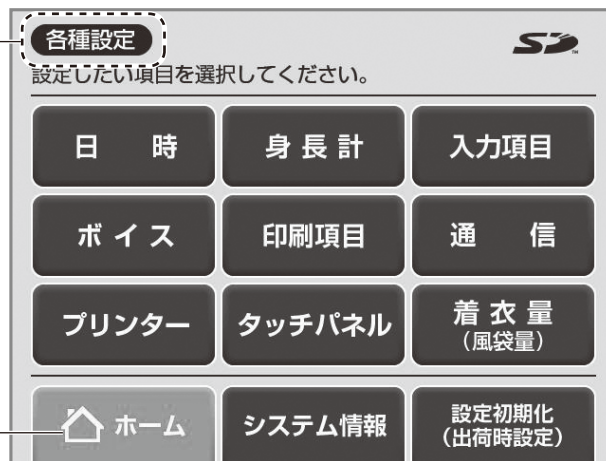 各種設定
SD
設定したい項目を選択してください。
日 時
身 長 計
入力項目
ボ イ ス
印刷項目
通 信
プリンター
タッチパネル
着 衣 量
(風袋量)
ホーム
システム情報
設定初期化
(出荷時設定)